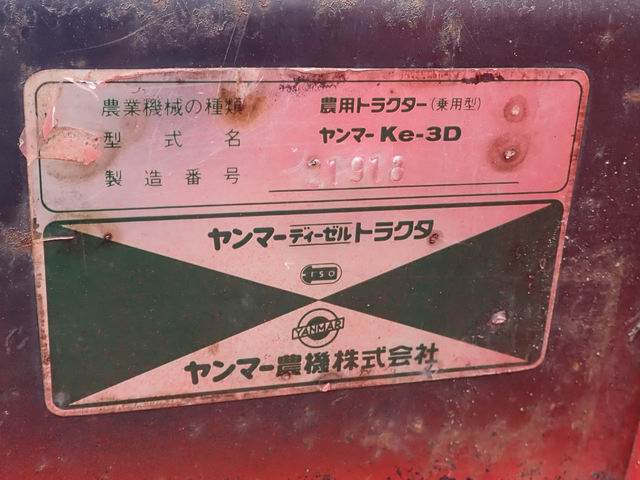 農業機械の種類 農用トラクター(乗用型)
型式名 ヤンマー Ke-3D
製造番号 21918
ヤンマーディーゼルトラクタ
ISO
YANMAR
ヤンマー農機株式会社